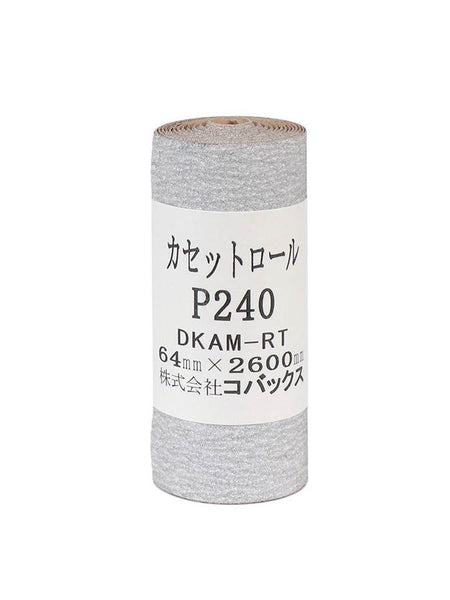 カセットロール
P240
DKAM-RT
64mm×2600mm
株式会社コバックス